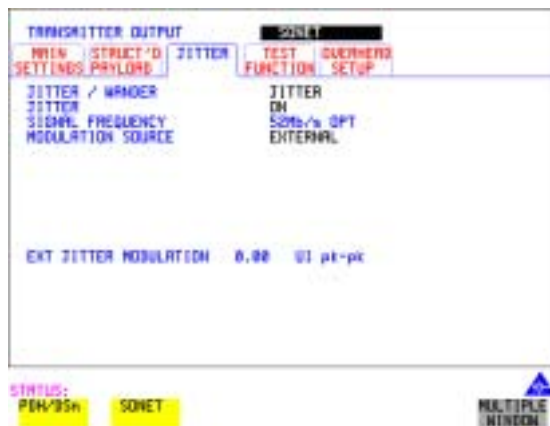 TRANSMITTER OUTPUT SONET
MAIN SETTINGS STRUCT'D PAYLOAD JITTER TEST FUNCTION OVERHEAD SETUP
JITTER / WANDER JITTER
JITTER ON
SIGNAL FREQUENCY 52Mb/s OPT
MODULATION SOURCE EXTERNAL
EXT JITTER MODULATION 0.00 UI pk-pk
STATUS:
PDH/DSn SONET MULTIPLE WINDOW